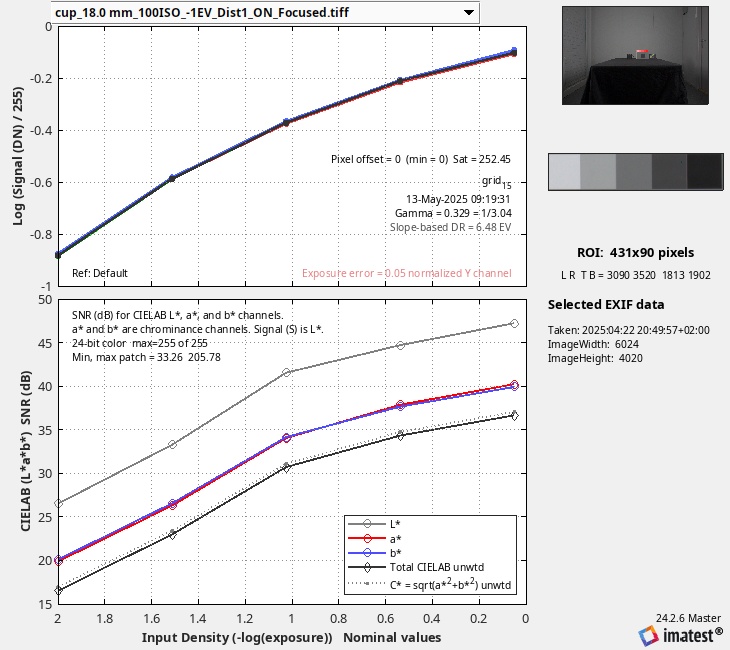 cup_18.0 mm_100ISO_-1EV_Dist1_ON_Focused.tiff
0
-0.2
-0.4
-0.6
-0.8
-1
Log (Signal (DN) / 255)
Pixel offset = 0 (min = 0) Sat = 252.45
grid_15
13-May-2025 09:19:31
Gamma = 0.329 = 1/3.04
Slope-based DR = 6.48 EV
Ref: Default
Exposure error = 0.05 normalized Y channel
50
45
40
35
30
25
20
15
CIELAB (L*a*b*) SNR (dB)
SNR (dB) for CIELAB L*, a*, and b* channels.
a* and b* are chrominance channels. Signal (S) is L*.
24-bit color max=255 of 255
Min, max patch = 33.26 205.78
L*
a*
b*
Total CIELAB unwtd
C* = sqrt(a*2+b*2) unwtd
2 1.8 1.6 1.4 1.2 1 0.8 0.6 0.4 0.2 0
Input Density (-log(exposure)) Nominal values
ROI: 431x90 pixels
L R T B = 3090 3520 1813 1902
Selected EXIF data
Taken: 2025:04:22 20:49:57+02:00
ImageWidth: 6024
ImageHeight: 4020
24.2.6 Master
imatest®